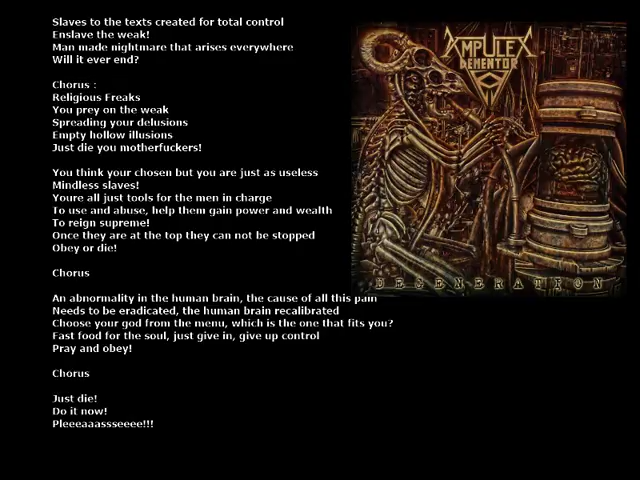 Slaves to the texts created for total control
Enslave the weak!
Man made nightmare that arises everywhere
Will it ever end?
Chorus :
Religious Freaks
You prey on the weak
Spreading your delusions
Empty hollow illusions
Just die you motherfuckers!
You think your chosen but you are just as useless
Mindless slaves!
Youre all just tools for the men in charge
To use and abuse, help them gain power and wealth
To reign supreme!
Once they are at the top they can not be stopped
Obey or die!
Chorus
An abnormality in the human brain, the cause of all this pain
Needs to be eradicated, the human brain recalibrated
Choose your god from the menu, which is the one that fits you?
Fast food for the soul, just give in, give up control
Pray and obey!
Chorus
Just die!
Do it now!
Pleeeaaassseeee!!!
AMPULEX
DEMENTOR
DEGENERATION